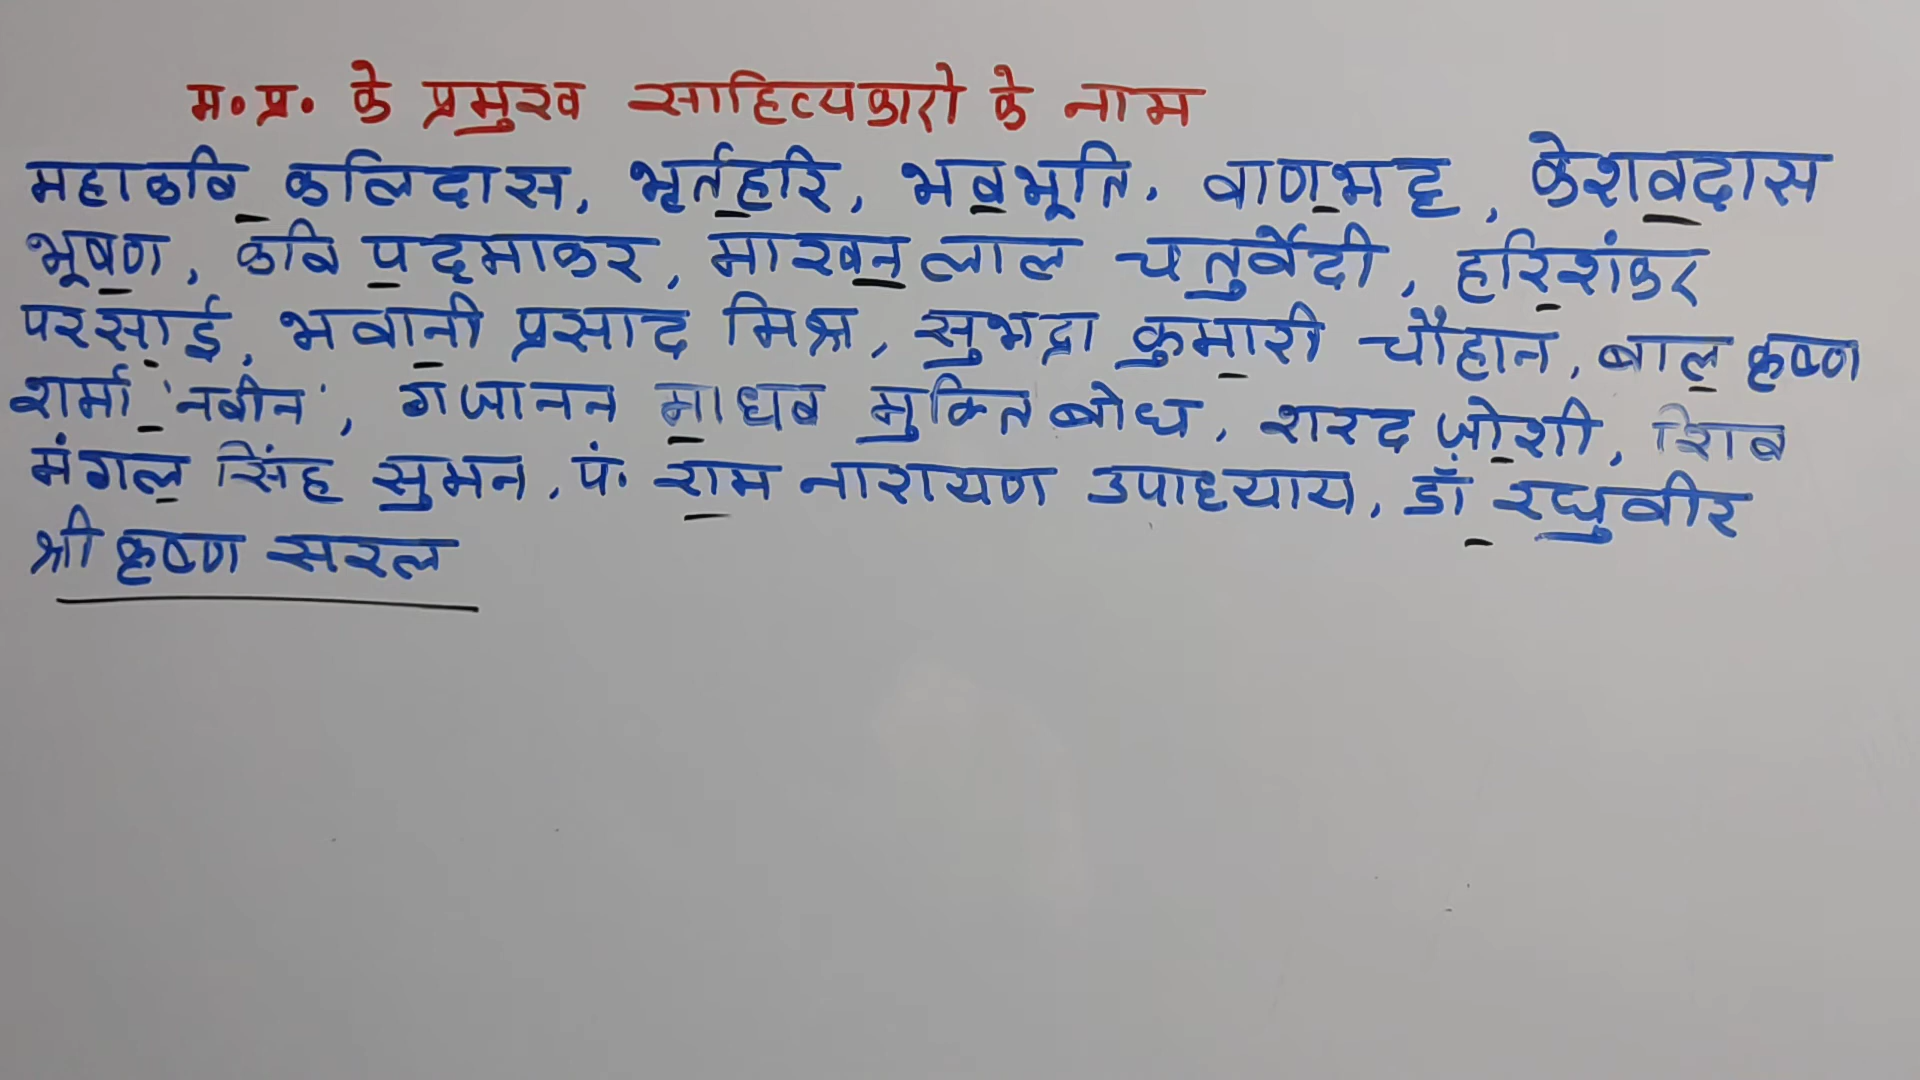 म.प्र. के प्रमुख साहित्यकारो के नाम
महाकवि कलिदास, भृर्तहरि, भवभूति, वाणभट्ट, केशवदास
भूषण, कवि पद्माकर, माखनलाल चतुर्वेदी, हरिशंकर
परसाई, भवानी प्रसाद मिश्र, सुभद्रा कुमारी चौहान, बाल कृष्ण
शर्मा 'नवीन', गजानन माधव मुक्ति बोध, शरद जोशी, शिव
मंगल सिंह सुमन, पं. राम नारायण उपाध्याय, डॉ रघुवीर
श्री कृष्ण सरल